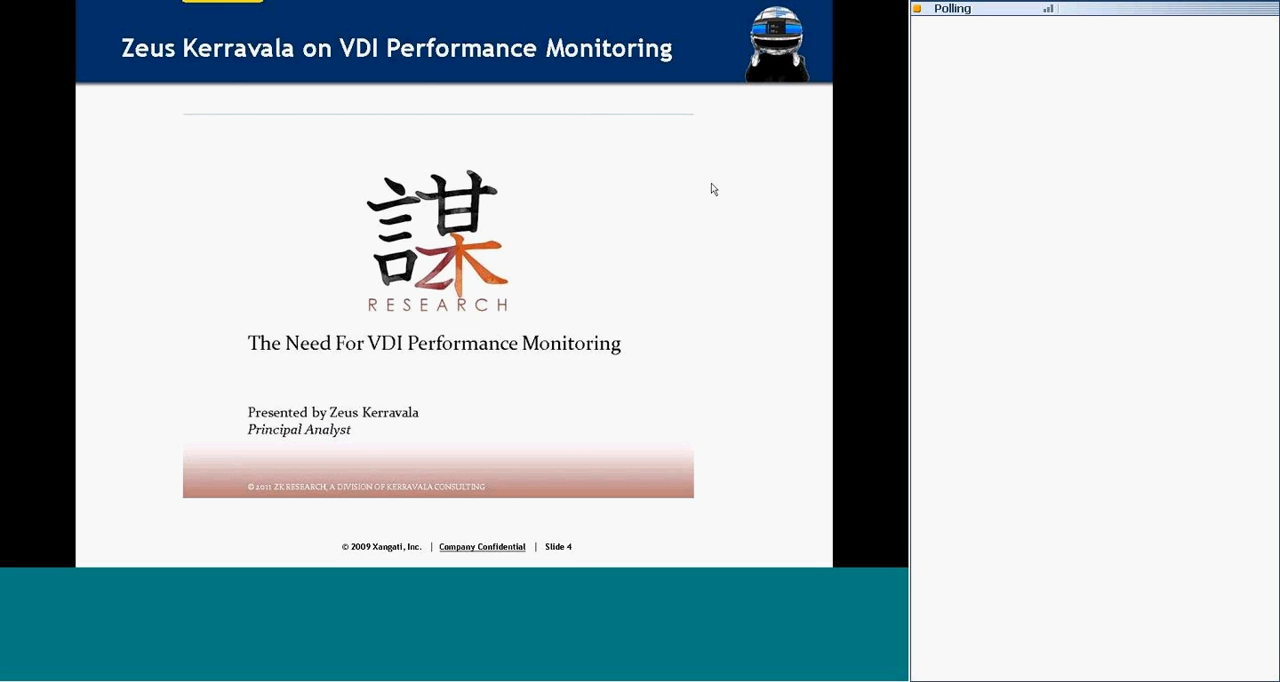 Polling
Zeus Kerravala on VDI Performance Monitoring
謀
RESEARCH
The Need For VDI Performance Monitoring
Presented by Zeus Kerravala
Principal Analyst
© 2011 ZK RESEARCH, A DIVISION OF KERRAVALA CONSULTING
© 2009 Xangati, Inc. | Company Confidential | Slide 4